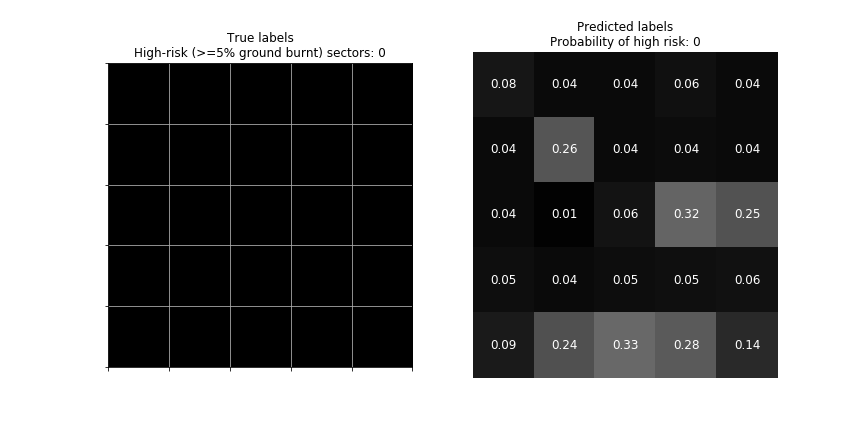 True labels
High-risk (>=5% ground burnt) sectors: 0
Predicted labels
Probability of high risk: 0
0.08 0.04 0.04 0.06 0.04
0.04 0.26 0.04 0.04 0.04
0.04 0.01 0.06 0.32 0.25
0.05 0.04 0.05 0.05 0.06
0.09 0.24 0.33 0.28 0.14